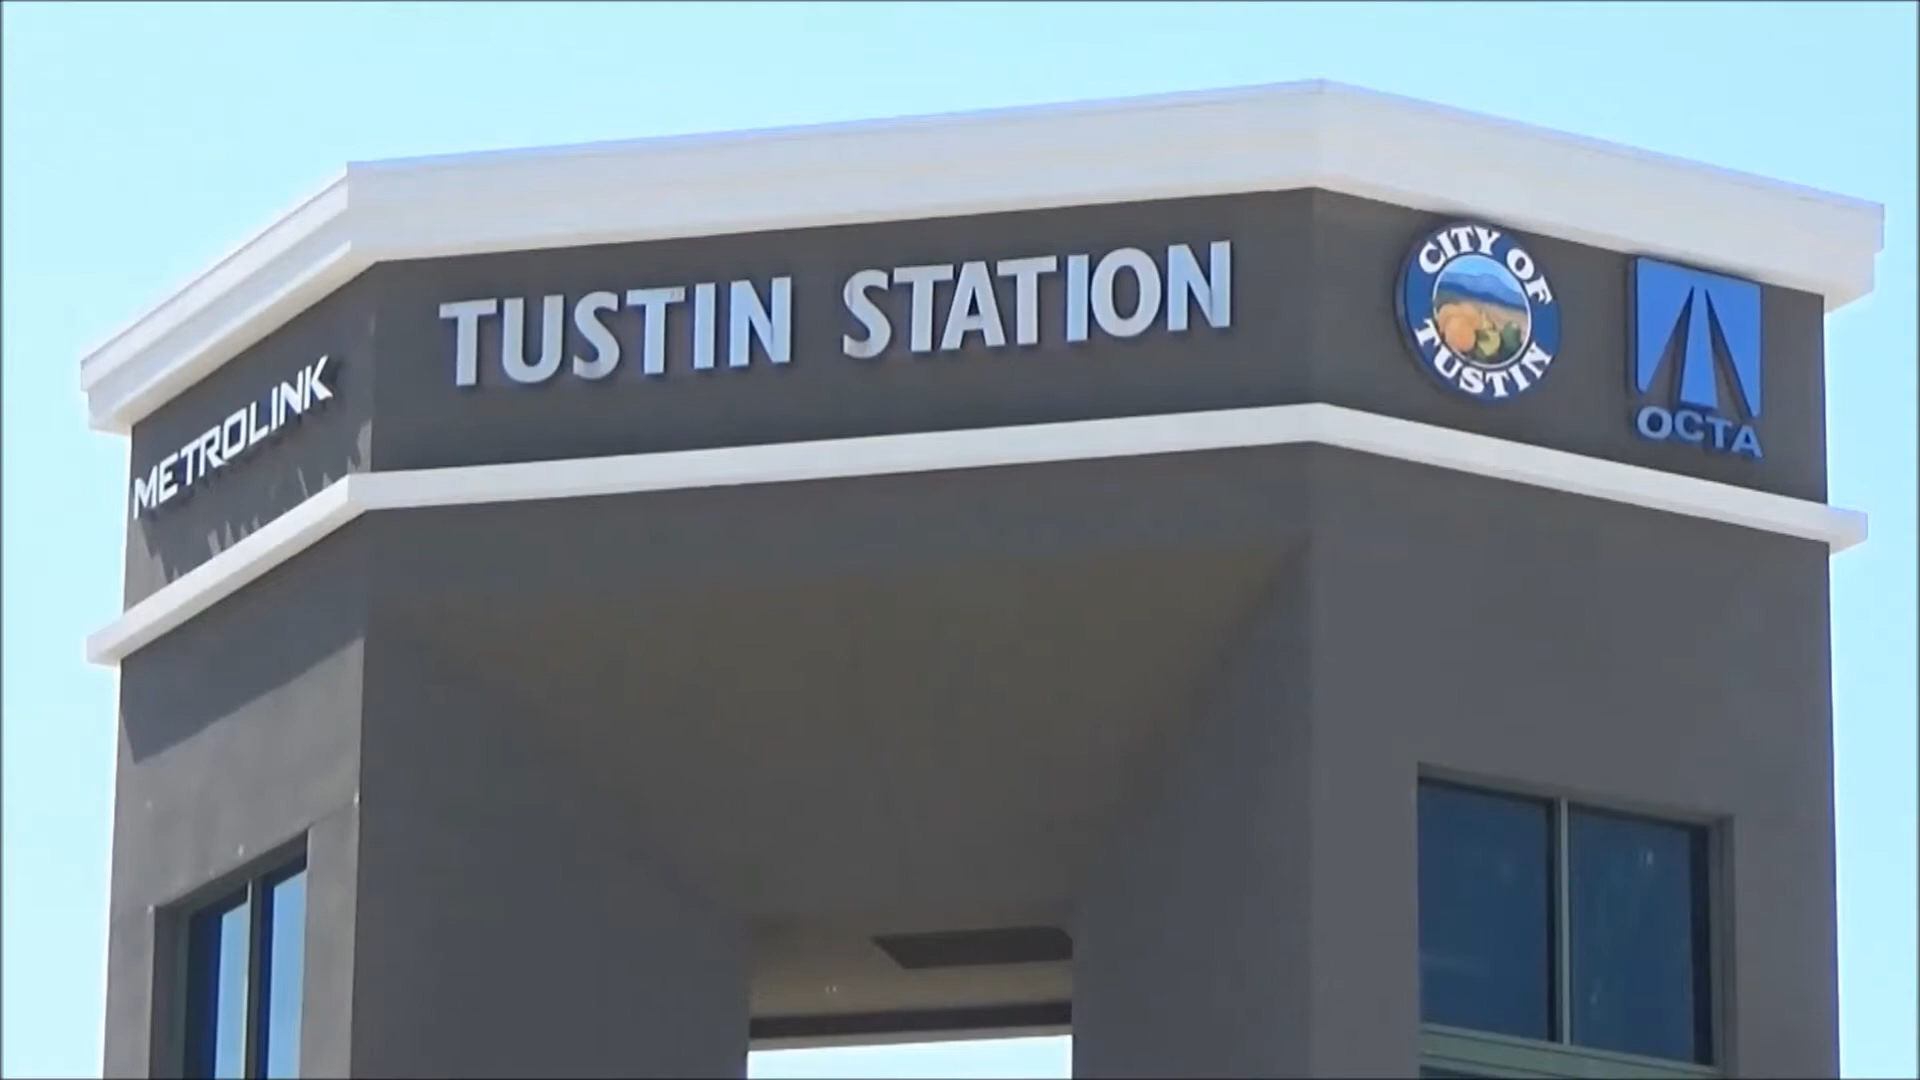 METROLINK
TUSTIN STATION
CITY OF
TUSTIN
OCTA